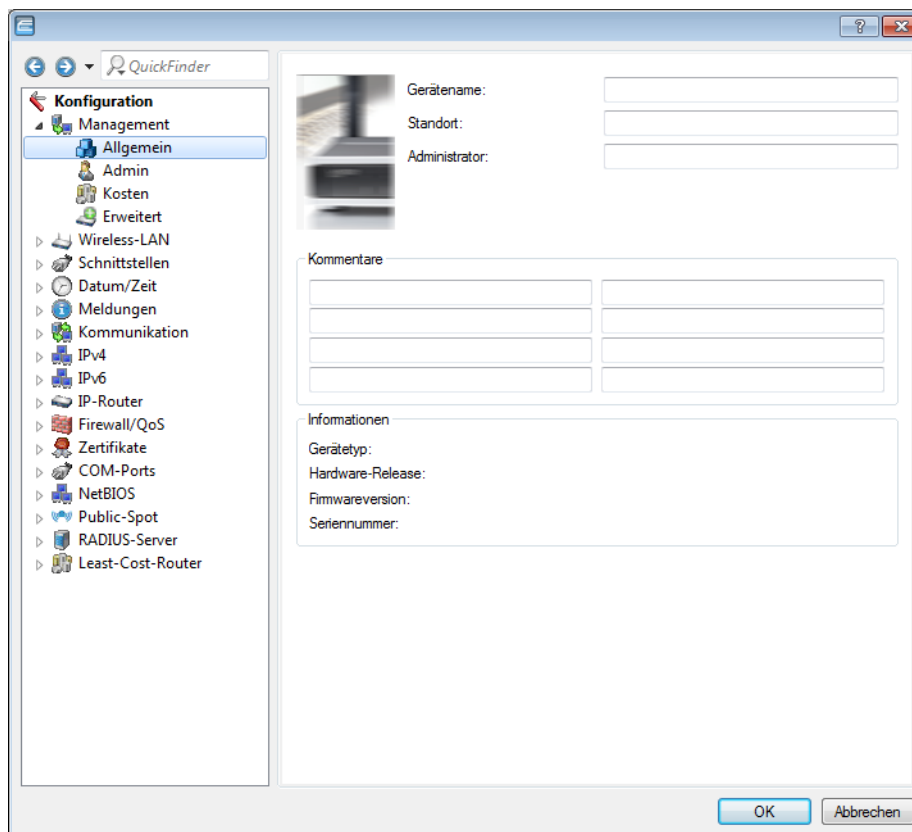 QuickFinder
Konfiguration
Management
Allgemein
Admin
Kosten
Erweitert
Wireless-LAN
Schnittstellen
Datum/Zeit
Meldungen
Kommunikation
IPv4
IPv6
IP-Router
Firewall/QoS
Zertifikate
COM-Ports
NetBIOS
Public-Spot
RADIUS-Server
Least-Cost-Router
Gerätename:
Standort:
Administrator:
Kommentare
Informationen
Gerätetyp:
Hardware-Release:
Firmwareversion:
Seriennummer:
OK
Abbrechen